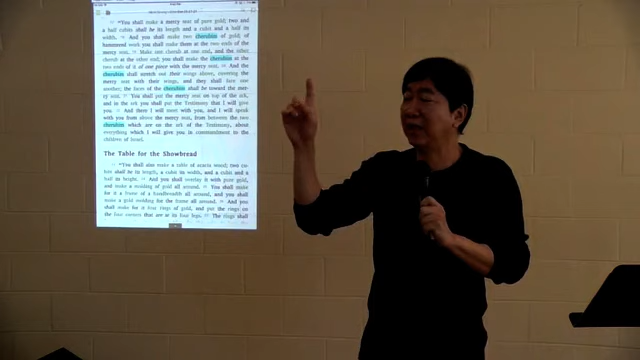 "You shall make a mercy seat of pure gold; two and
a half cubits shall be its length and a cubit and a half its
width. And you shall make two cherubim of gold; of
hammered work you shall make them at the two ends of the
mercy seat. Make one cherub at one end, and the other
cherub at the other end; you shall make the cherubim at
the two ends of it of one piece with the mercy seat. And the
cherubim shall stretch out their wings above, covering the
mercy seat with their wings, and they shall face one
another; the faces of the cherubim shall be toward the mer-
cy seat. You shall put the mercy seat on top of the ark,
and in the ark you shall put the Testimony that I will give
you. And there I will meet with you, and I will speak
with you from above the mercy seat, from between the two
cherubim which are on the ark of the Testimony, about
everything which I will give you in commandment to the
children of Israel.
The Table for the Showbread
"You shall also make a table of acacia wood; two cu-
bits shall be its length, a cubit its width, and a cubit and a
half its height. And you shall overlay it with pure gold,
and make a molding of gold all around. You shall make
for it a frame of a handbreadth all around, and you shall
make a gold molding for the frame all around. And you
shall make for it four rings of gold, and put the rings on
the four corners that are at its four legs. The rings shall